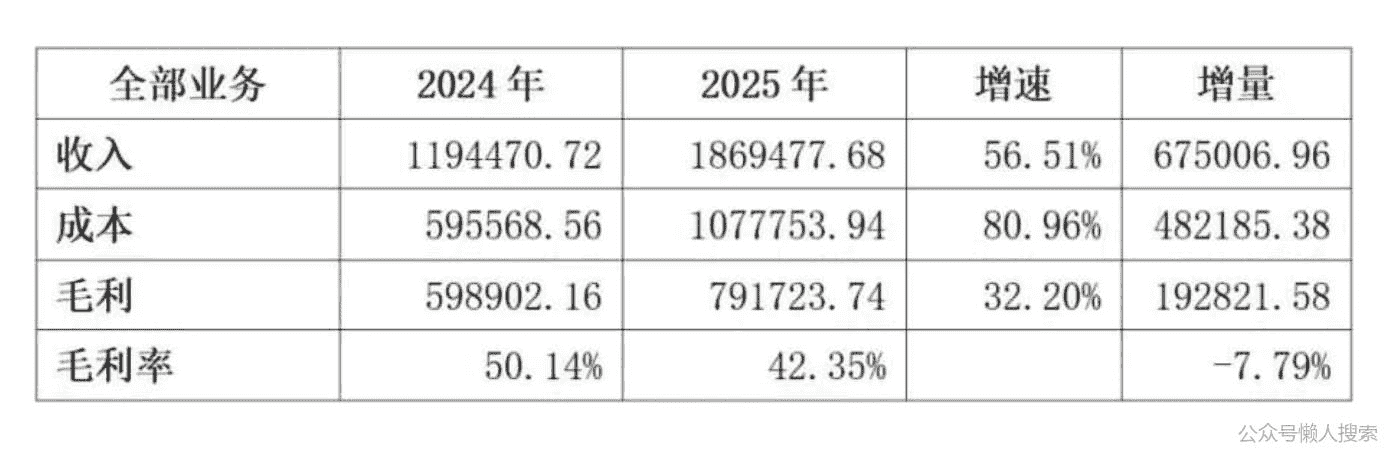 全部业务 2024年 2025年 增速 增量
收入 1194470.72 1869477.68 56.51% 675006.96
成本 595568.56 1077753.94 80.96% 482185.38
毛利 598902.16 791723.74 32.20% 192821.58
毛利率 50.14% 42.35% -7.79%
公众号懒人搜索